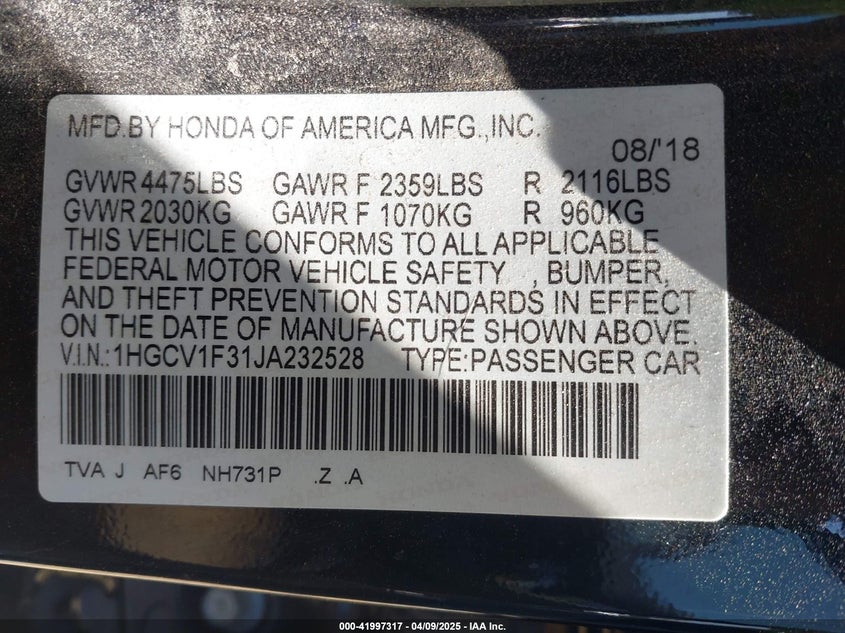 MFD.BY HONDA OF AMERICA MFG.,INC.
08/'18
GVWR 4475LBS GAWR F 2359LBS R 2116LBS
GVWR 2030KG GAWR F 1070KG R 960KG
THIS VEHICLE CONFORMS TO ALL APPLICABLE
FEDERAL MOTOR VEHICLE SAFETY , BUMPER,
AND THEFT PREVENTION STANDARDS IN EFFECT
ON THE DATE OF MANUFACTURE SHOWN ABOVE.
V.I.N.:1HGCV1F31JA232528 TYPE:PASSENGER CAR
TVA J AF6 NH731P .Z .A
000-41997317 | 04/09/2025 - IAA Inc.